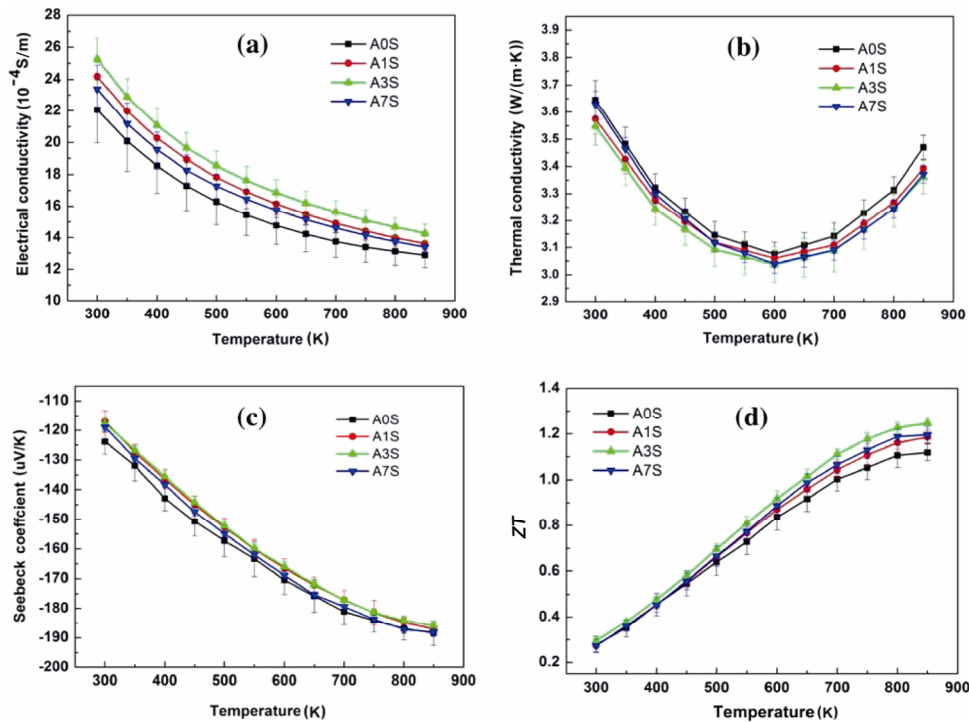 (a)
A0S
A1S
A3S
A7S
Electrical conductivity (10⁻⁴S/m)
28
26
24
22
20
18
16
14
12
10
300 400 500 600 700 800 900
Temperature (K)
(b)
A0S
A1S
A3S
A7S
Thermal conductivity (W/(m·K))
3.9
3.8
3.7
3.6
3.5
3.4
3.3
3.2
3.1
3.0
2.9
300 400 500 600 700 800 900
Temperature (K)
(c)
A0S
A1S
A3S
A7S
Seebeck coeffcient (uV/K)
-110
-120
-130
-140
-150
-160
-170
-180
-190
-200
300 400 500 600 700 800 900
Temperature (K)
(d)
A0S
A1S
A3S
A7S
ZT
1.4
1.2
1.0
0.8
0.6
0.4
0.2
300 400 500 600 700 800 900
Temperature (K)